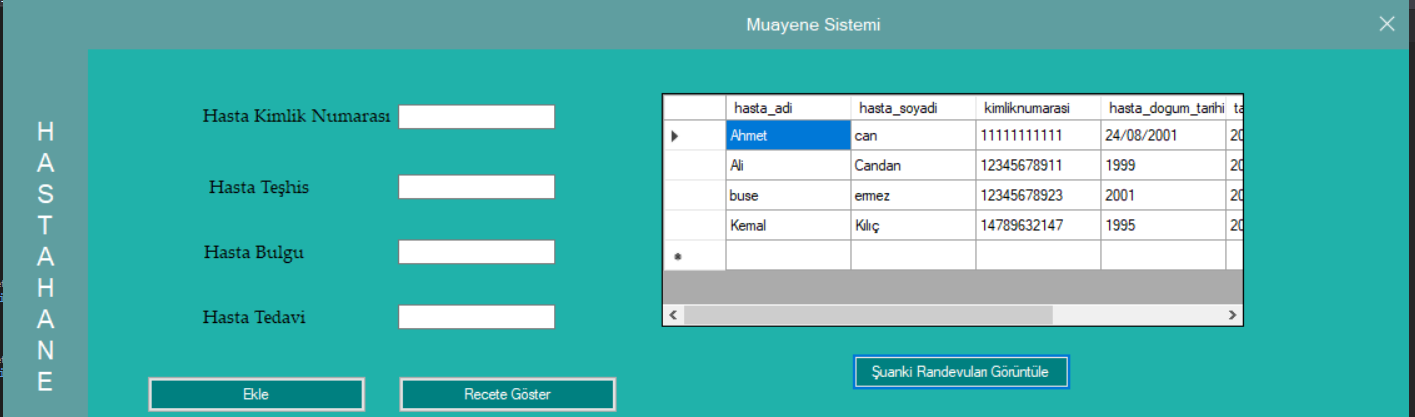 Muayene Sistemi
HASTAHANE
Hasta Kimlik Numarası
Hasta Teşhis
Hasta Bulgu
Hasta Tedavi
Ekle
Recete Göster
hasta_adi hasta_soyadi kimliknumarasi hasta_dogum_tarihi ta
Ahmet can 11111111111 24/08/2001 20
Ali Candan 12345678911 1999 20
buse ermez 12345678923 2001 20
Kemal Kılıç 14789632147 1995 20
Şuanki Randevuları Görüntüle